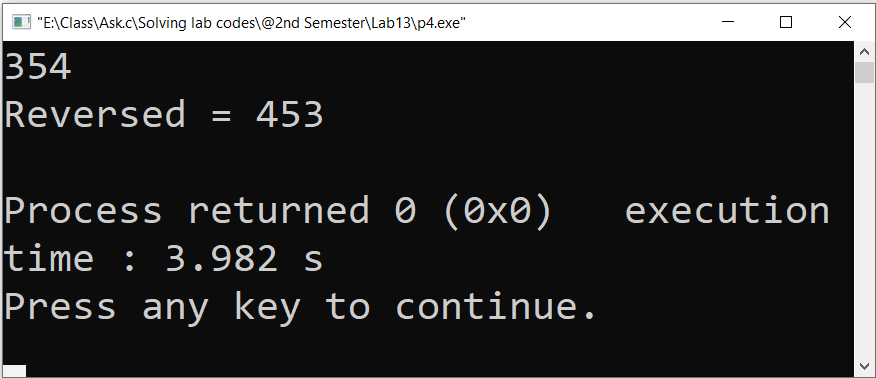 "E:\Class\Ask.c\Solving lab codes\@2nd Semester\Lab13\p4.exe"
354
Reversed = 453
Process returned 0 (0x0)   execution
time : 3.982 s
Press any key to continue.